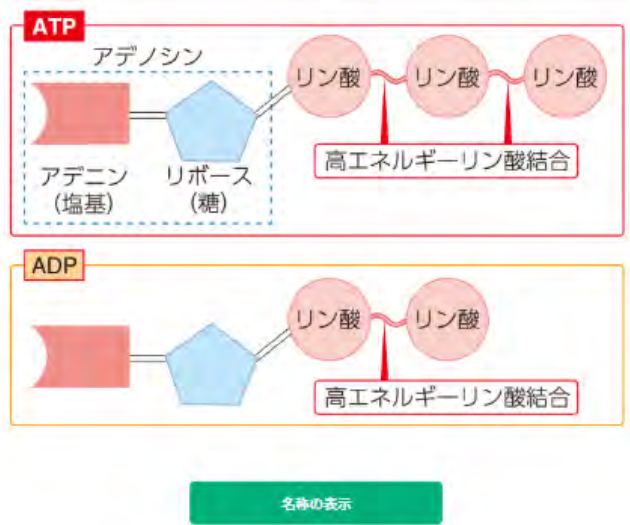 ATP
アデノシン
リン酸 リン酸 リン酸
高エネルギーリン酸結合
アデニン リボース
(塩基) (糖)
ADP
リン酸 リン酸
高エネルギーリン酸結合
名称の表示